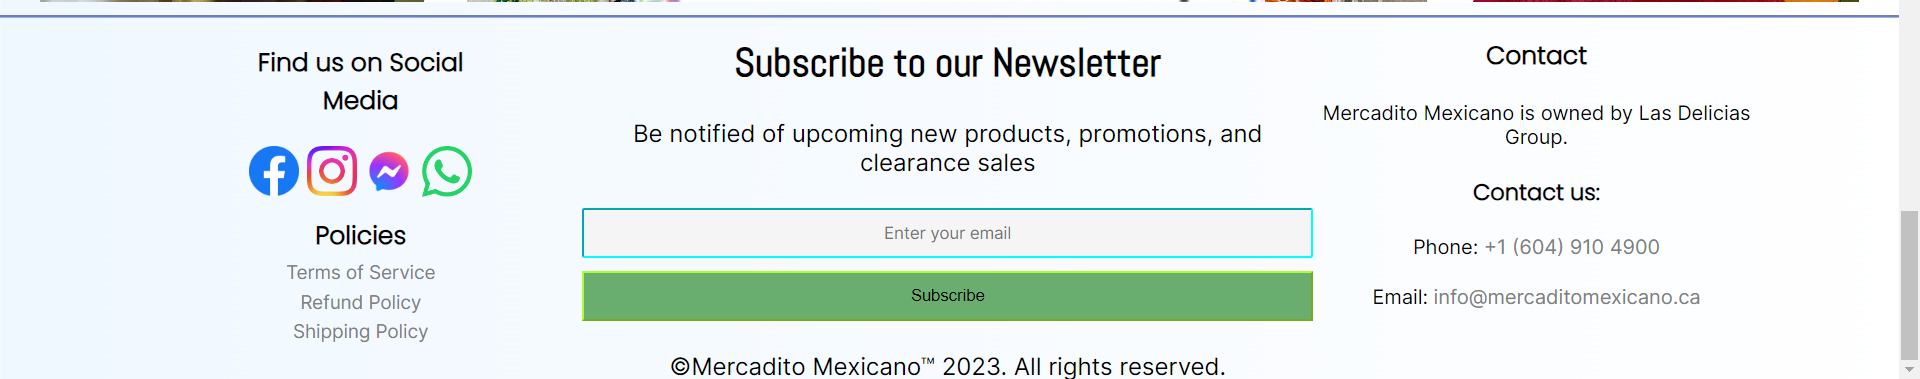 Find us on Social
Media
Policies
Terms of Service
Refund Policy
Shipping Policy
Subscribe to our Newsletter
Be notified of upcoming new products, promotions, and
clearance sales
Enter your email
Subscribe
©Mercadito Mexicano™ 2023. All rights reserved.
Contact
Mercadito Mexicano is owned by Las Delicias
Group.
Contact us:
Phone: +1 (604) 910 4900
Email: info@mercaditomexicano.ca